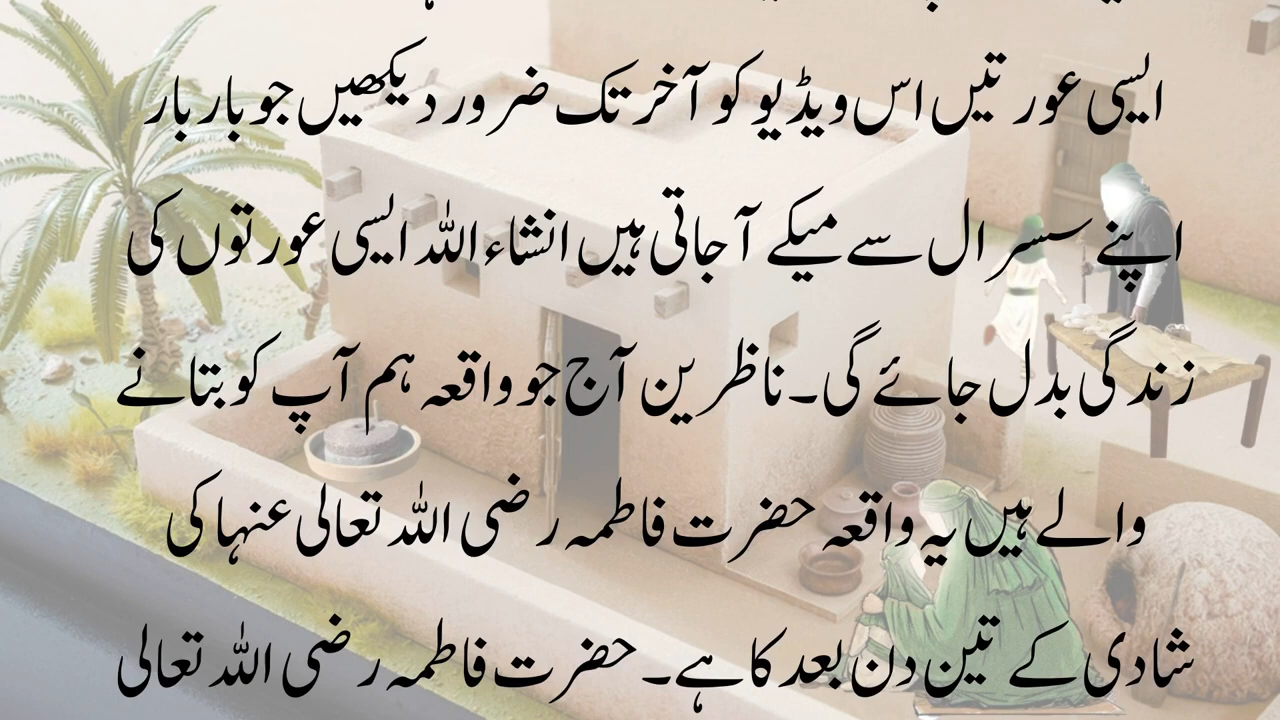 ایسی عورتیں اس ویڈیو کو آخر تک ضرور دیکھیں جو بار بار
اپنے سسرال سے میکے آ جاتی ہیں انشاء اللہ ایسی عورتوں کی
زندگی بدل جائے گی۔ ناظرین آج جو واقعہ ہم آپ کو بتانے
والے ہیں یہ واقعہ حضرت فاطمہ رضی اللہ تعالی عنہا کی
شادی کے تین دن بعد کا ہے۔ حضرت فاطمہ رضی اللہ تعالی